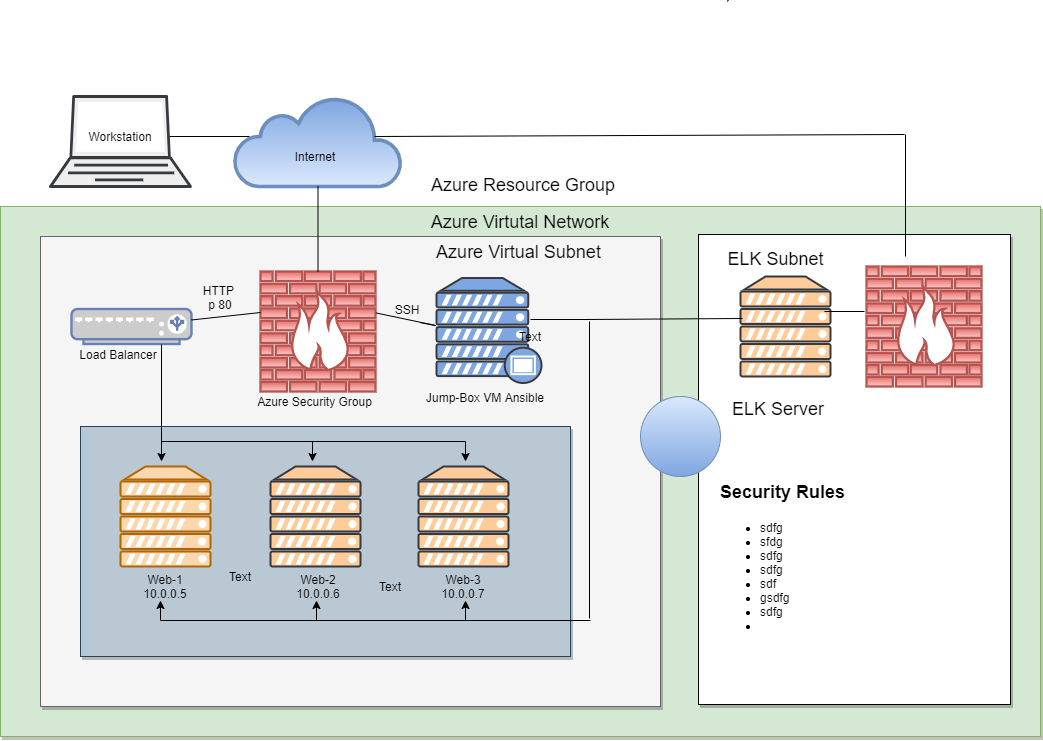 Workstation
Internet
Azure Resource Group
Azure Virtutal Network
Azure Virtual Subnet
ELK Subnet
HTTP
p 80
SSH
Text
Load Balancer
Azure Security Group
Jump-Box VM Ansible
ELK Server
Security Rules
sdfg
sfdg
sdfg
sdfg
sdf
gsdfg
sdfg
Web-1
10.0.0.5
Text
Web-2
10.0.0.6
Text
Web-3
10.0.0.7